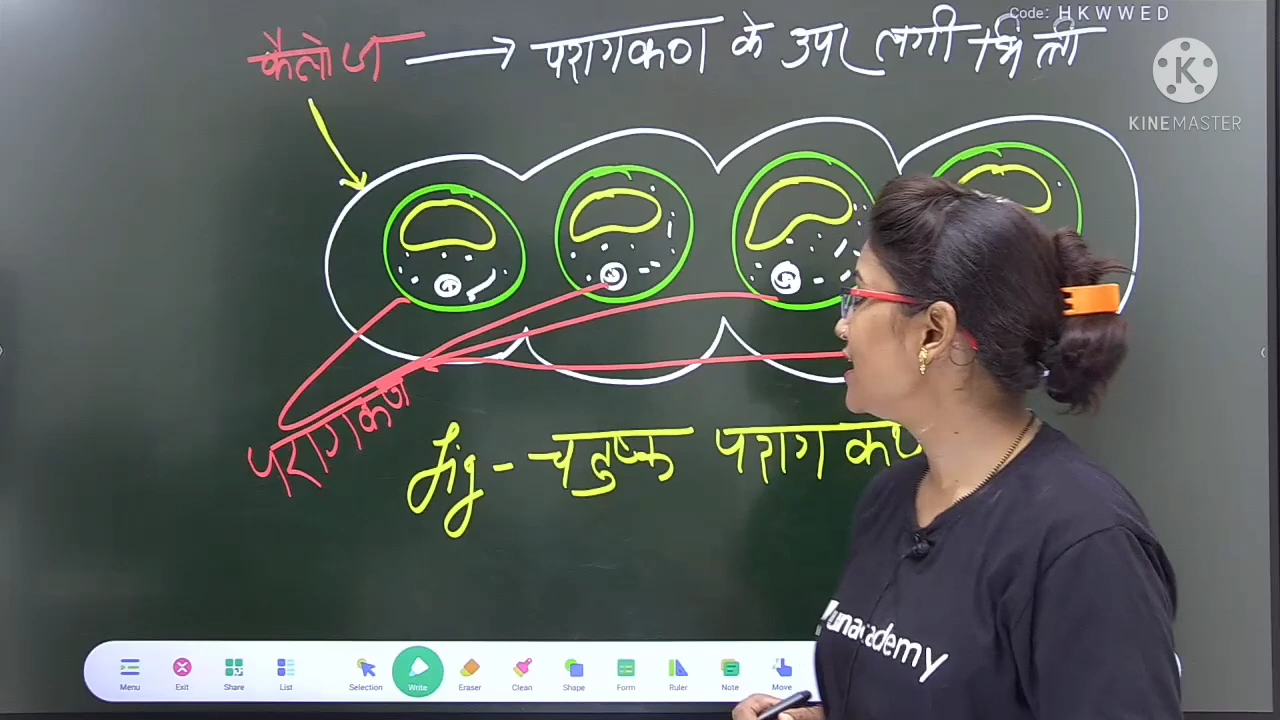 Code: HKWWED
कैलोज → परागकण के उपर लगी झिली
KINEMASTER
परागकण
fig - चतुष्क परागकण
unacademy
Menu Exit Share List Selection Write Eraser Clean Shape Form Ruler Note Move